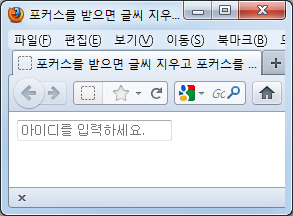 포커스를 받으면 글씨 지우...
파일(F) 편집(E) 보기(V) 이동(S) 북마크(B)
포커스를 받으면 글씨 지우고 포커스를 ...
아이디를 입력하세요.